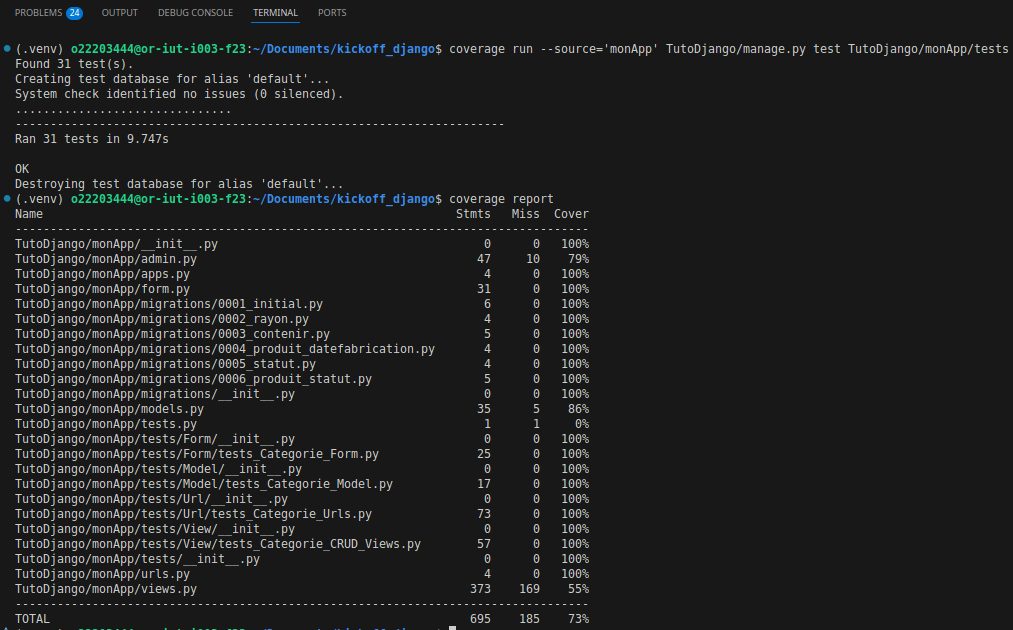 PROBLEMS 24 OUTPUT DEBUG CONSOLE TERMINAL PORTS
(.venv) o22203444@or-iut-i003-f23:~/Documents/kickoff_django$ coverage run --source='monApp' TutoDjango/manage.py test TutoDjango/monApp/tests
Found 31 test(s).
Creating test database for alias 'default'...
System check identified no issues (0 silenced).
...............................
----------------------------------------------------------------------
Ran 31 tests in 9.747s
OK
Destroying test database for alias 'default'...
(.venv) o22203444@or-iut-i003-f23:~/Documents/kickoff_django$ coverage report
Name Stmts Miss Cover
----------------------------------------------------------------------------------
TutoDjango/monApp/__init__.py 0 0 100%
TutoDjango/monApp/admin.py 47 10 79%
TutoDjango/monApp/apps.py 4 0 100%
TutoDjango/monApp/form.py 31 0 100%
TutoDjango/monApp/migrations/0001_initial.py 6 0 100%
TutoDjango/monApp/migrations/0002_rayon.py 4 0 100%
TutoDjango/monApp/migrations/0003_contenir.py 5 0 100%
TutoDjango/monApp/migrations/0004_produit_datefabrication.py 4 0 100%
TutoDjango/monApp/migrations/0005_statut.py 4 0 100%
TutoDjango/monApp/migrations/0006_produit_statut.py 5 0 100%
TutoDjango/monApp/migrations/__init__.py 0 0 100%
TutoDjango/monApp/models.py 35 5 86%
TutoDjango/monApp/tests.py 1 1 0%
TutoDjango/monApp/tests/Form/__init__.py 0 0 100%
TutoDjango/monApp/tests/Form/tests_Categorie_Form.py 25 0 100%
TutoDjango/monApp/tests/Model/__init__.py 0 0 100%
TutoDjango/monApp/tests/Model/tests_Categorie_Model.py 17 0 100%
TutoDjango/monApp/tests/Url/__init__.py 0 0 100%
TutoDjango/monApp/tests/Url/tests_Categorie_Urls.py 73 0 100%
TutoDjango/monApp/tests/View/__init__.py 0 0 100%
TutoDjango/monApp/tests/View/tests_Categorie_CRUD_Views.py 57 0 100%
TutoDjango/monApp/tests/__init__.py 0 0 100%
TutoDjango/monApp/urls.py 4 0 100%
TutoDjango/monApp/views.py 373 169 55%
----------------------------------------------------------------------------------
TOTAL 695 185 73%